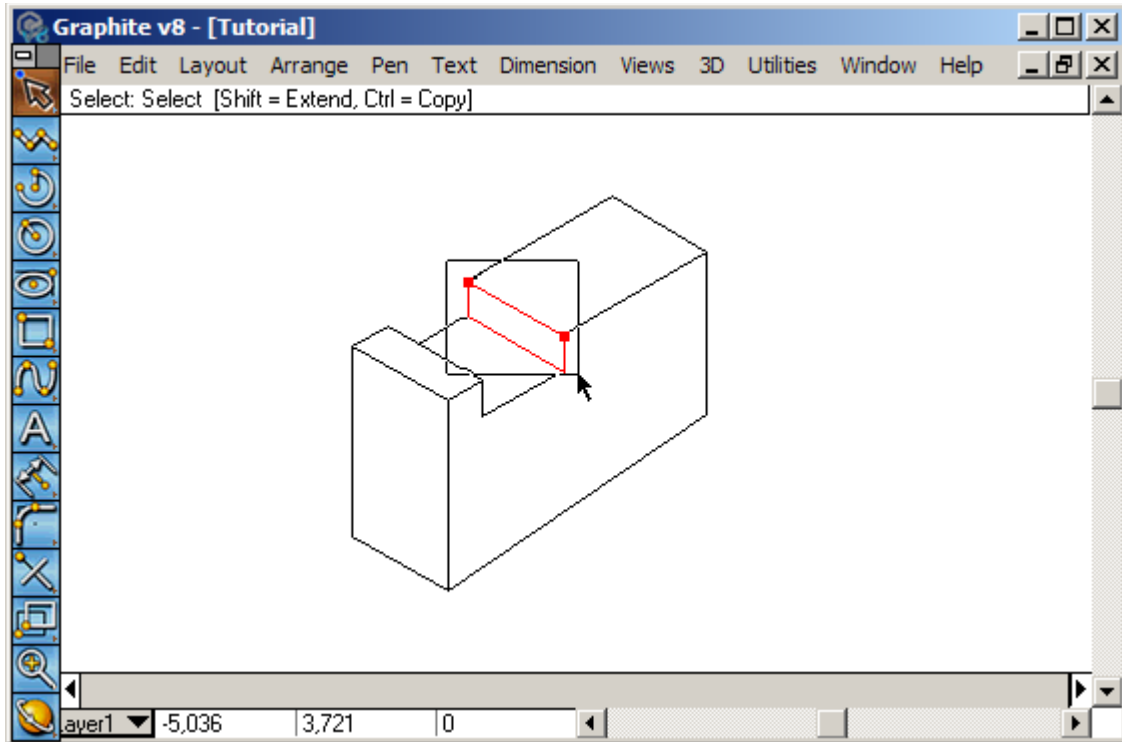 Graphite v8 - [Tutorial]
File Edit Layout Arrange Pen Text Dimension Views 3D Utilities Window Help
Select: Select [Shift = Extend, Ctrl = Copy]
A
ayer1 -5,036 3,721 0